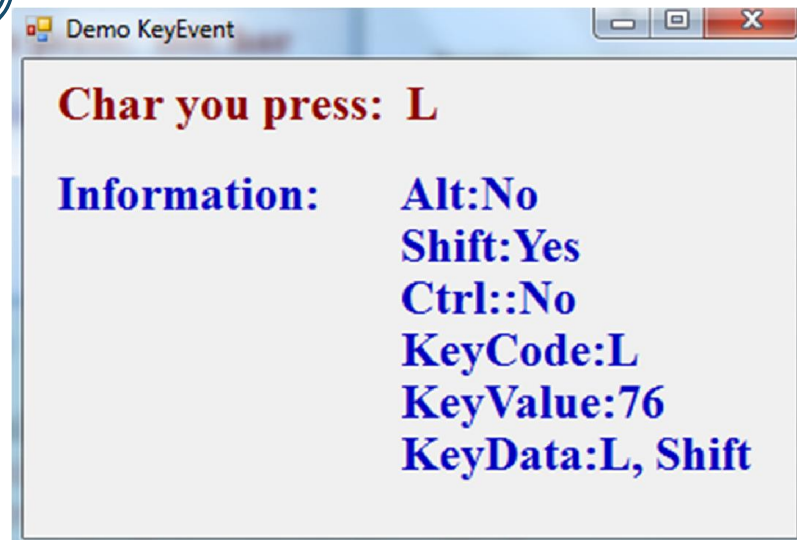 Demo KeyEvent
Char you press: L
Information: Alt:No
Shift:Yes
Ctrl::No
KeyCode:L
KeyValue:76
KeyData:L, Shift